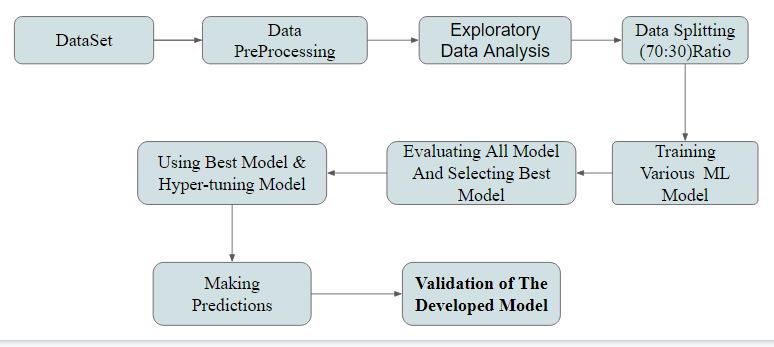 DataSet
Data
PreProcessing
Exploratory
Data Analysis
Data Splitting
(70:30)Ratio
Training
Various ML
Model
Evaluating All Model
And Selecting Best
Model
Using Best Model &
Hyper-tuning Model
Making
Predictions
Validation of The
Developed Model